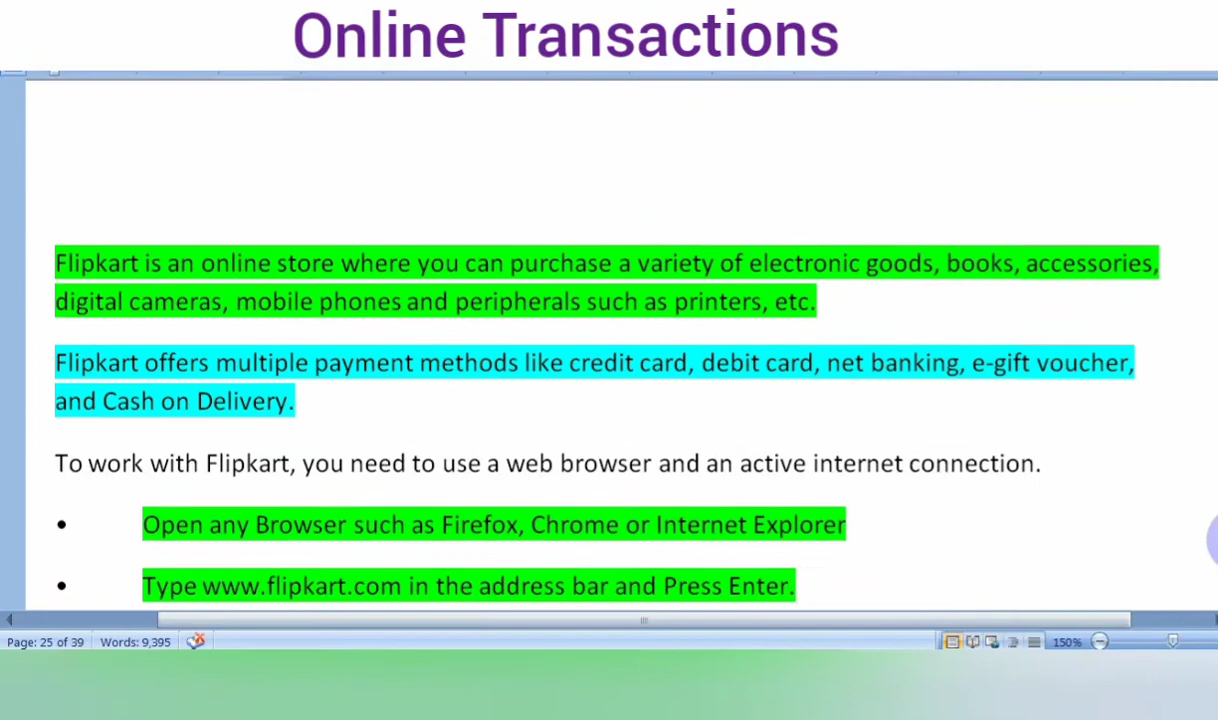 Online Transactions
Flipkart is an online store where you can purchase a variety of electronic goods, books, accessories,
digital cameras, mobile phones and peripherals such as printers, etc.
Flipkart offers multiple payment methods like credit card, debit card, net banking, e-gift voucher,
and Cash on Delivery.
To work with Flipkart, you need to use a web browser and an active internet connection.
• Open any Browser such as Firefox, Chrome or Internet Explorer
• Type www.flipkart.com in the address bar and Press Enter.
Page: 25 of 39 Words: 9,395 150%